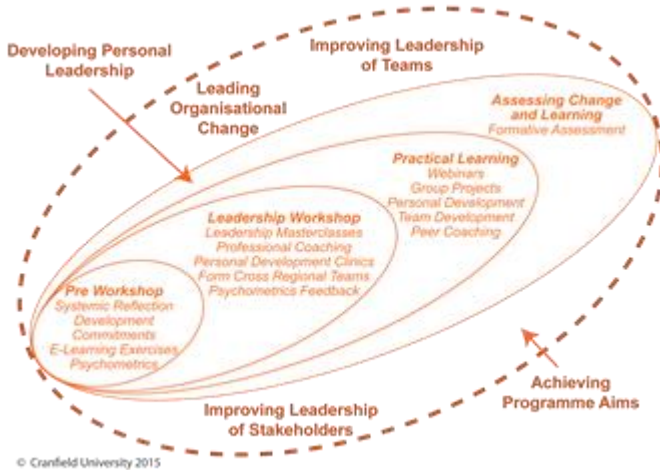 Developing Personal
Leadership
Improving Leadership
of Teams
Leading
Organisational
Change
Assessing Change
and Learning
Formative Assessment
Practical Learning
Webinars
Group Projects
Personal Development
Team Development
Peer Coaching
Leadership Workshop
Leadership Masterclasses
Professional Coaching
Personal Development Clinics
Form Cross Regional Teams
Psychometrics Feedback
Pre Workshop
Systemic Reflection
Development
Commitments
E-Learning Exercises
Psychometrics
Achieving
Programme Aims
Improving Leadership
of Stakeholders
© Cranfield University 2015